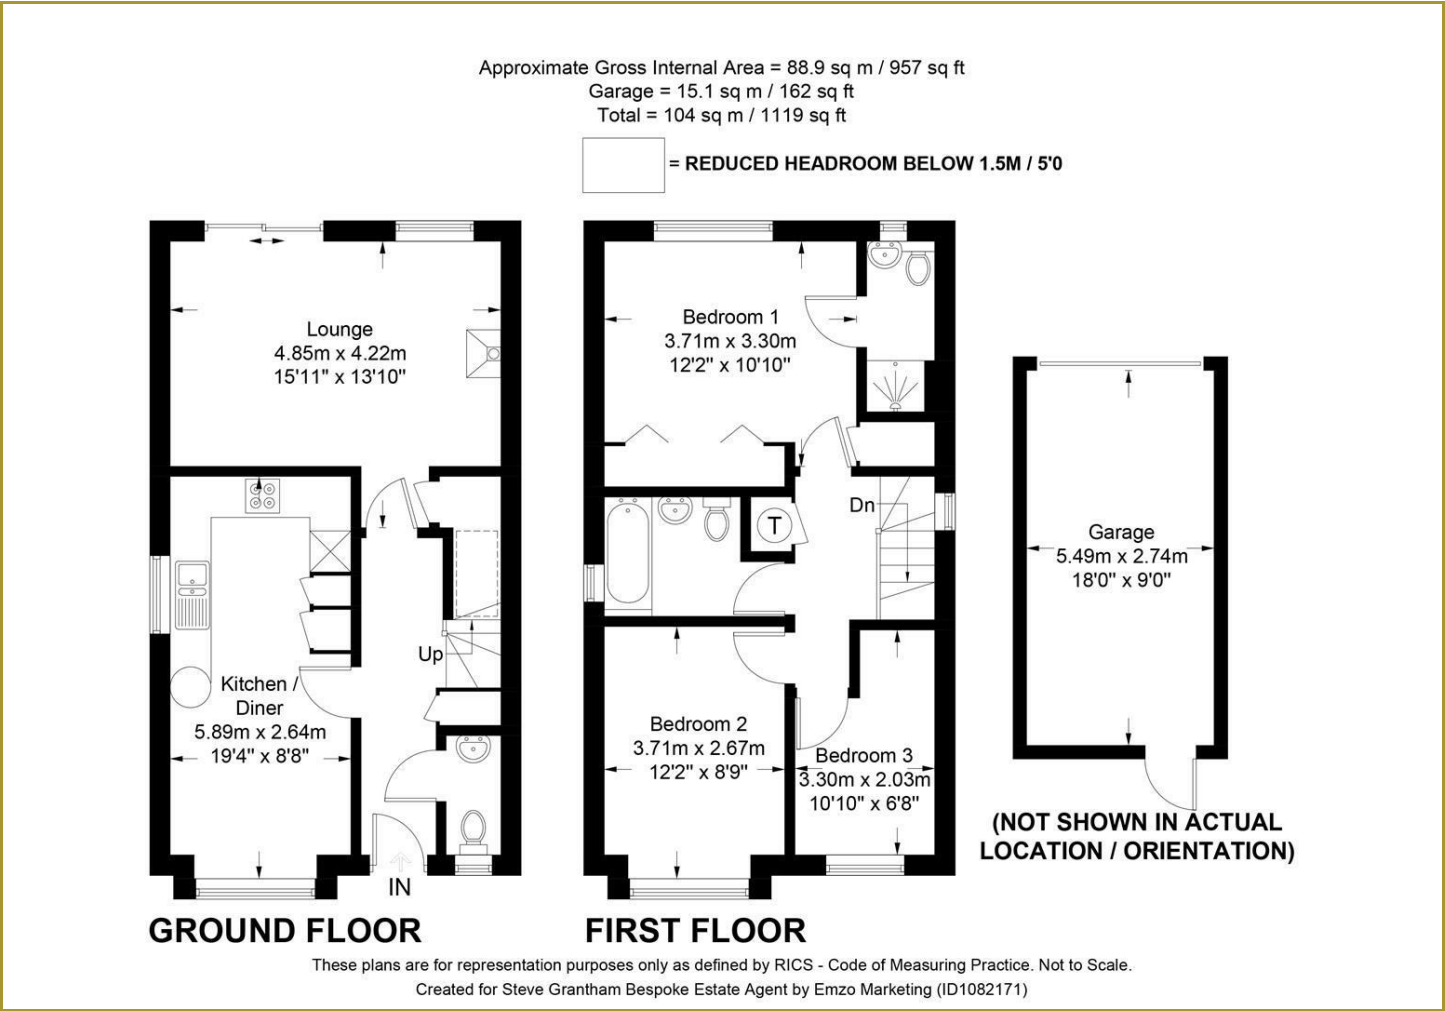 Approximate Gross Internal Area = 88.9 sq m / 957 sq ft
Garage = 15.1 sq m / 162 sq ft
Total = 104 sq m / 1119 sq ft
= REDUCED HEADROOM BELOW 1.5M / 5'0
Lounge
4.85m x 4.22m
15'11" x 13'10"
Kitchen /
Diner
5.89m x 2.64m
19'4" x 8'8"
Up
IN
GROUND FLOOR
Bedroom 1
3.71m x 3.30m
12'2" x 10'10"
T
Dn
Bedroom 2
3.71m x 2.67m
12'2" x 8'9"
Bedroom 3
3.30m x 2.03m
10'10" x 6'8"
FIRST FLOOR
Garage
5.49m x 2.74m
18'0" x 9'0"
(NOT SHOWN IN ACTUAL
LOCATION / ORIENTATION)
These plans are for representation purposes only as defined by RICS - Code of Measuring Practice. Not to Scale.
Created for Steve Grantham Bespoke Estate Agent by Emzo Marketing (ID1082171)